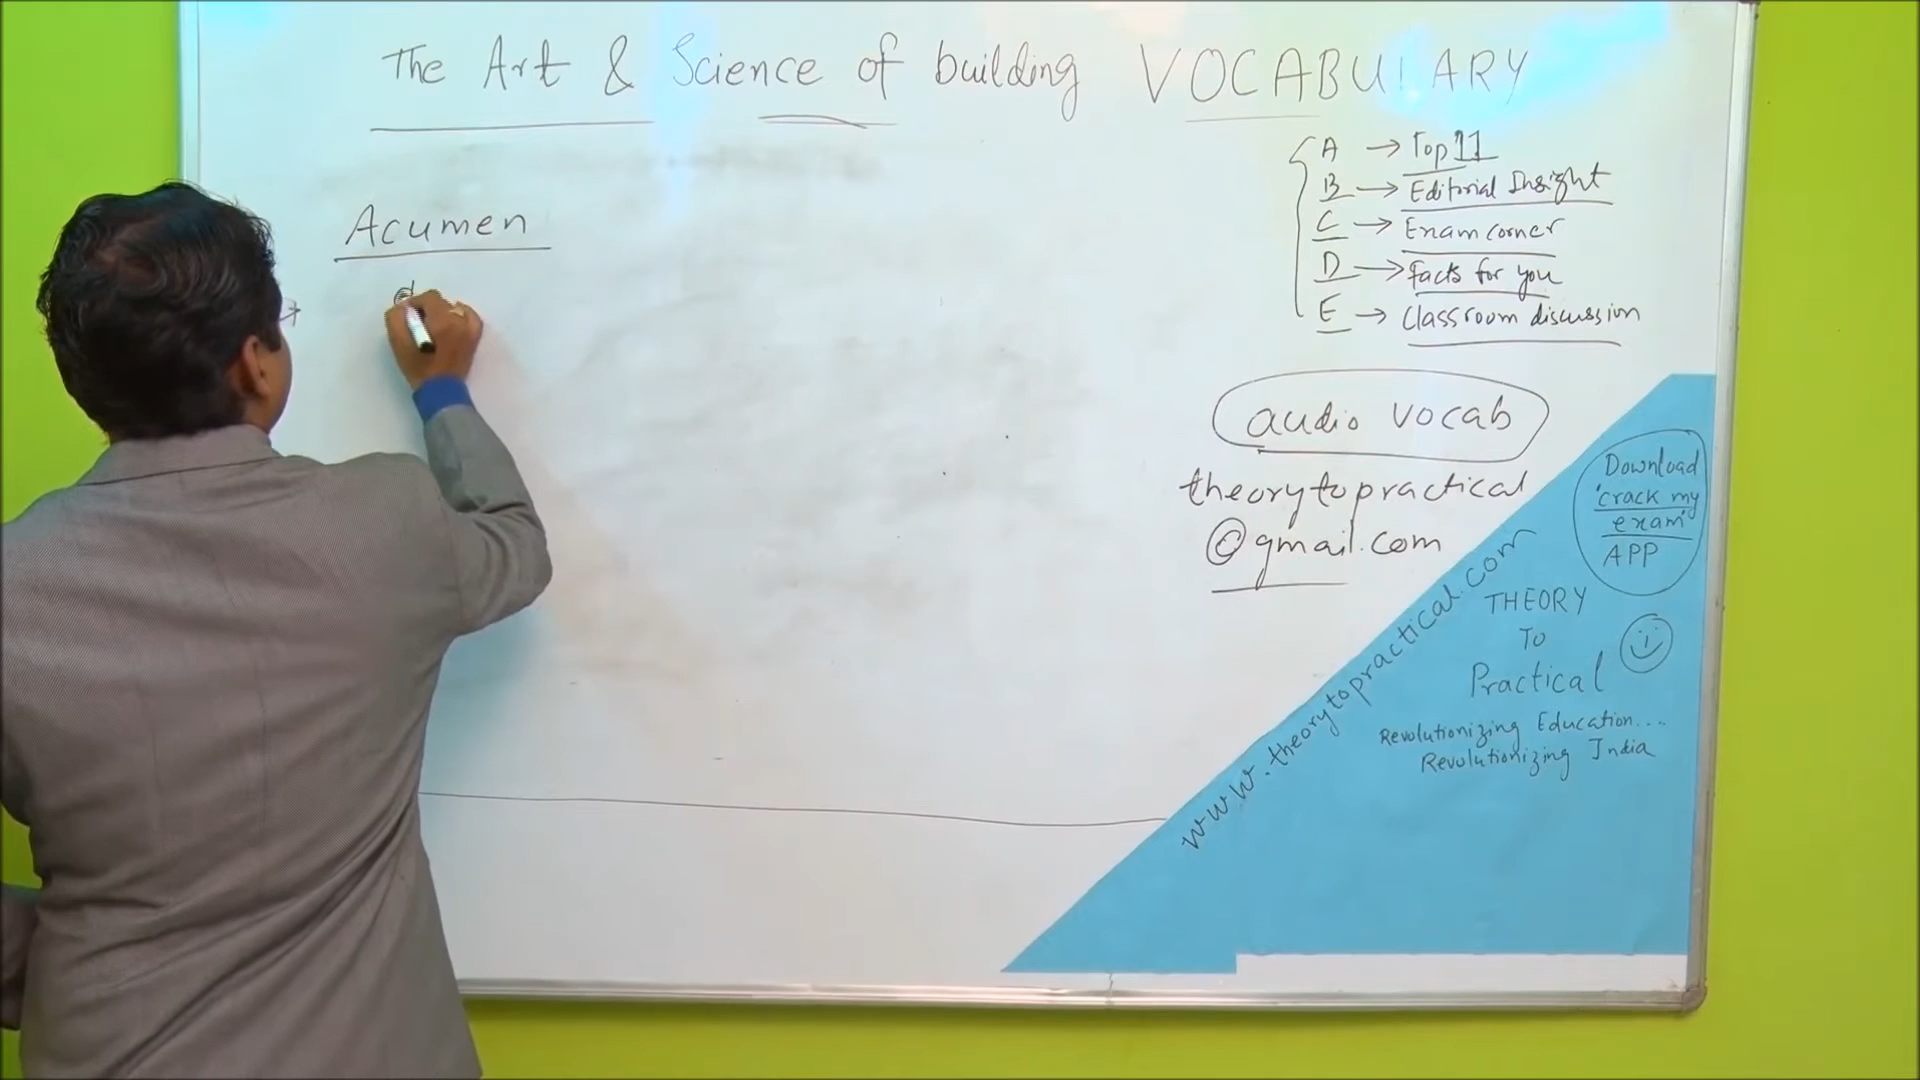 The Art & Science of building VOCABULARY
Acumen
A → Top 11
B → Editorial Insight
C → Exam corner
D → Facts for you
E → Classroom discussion
audio vocab
theorytopractical
@gmail.com
www.theorytopractical.com
Download
'crack my
exam'
APP
THEORY
To
Practical
Revolutionizing Education....
Revolutionizing India